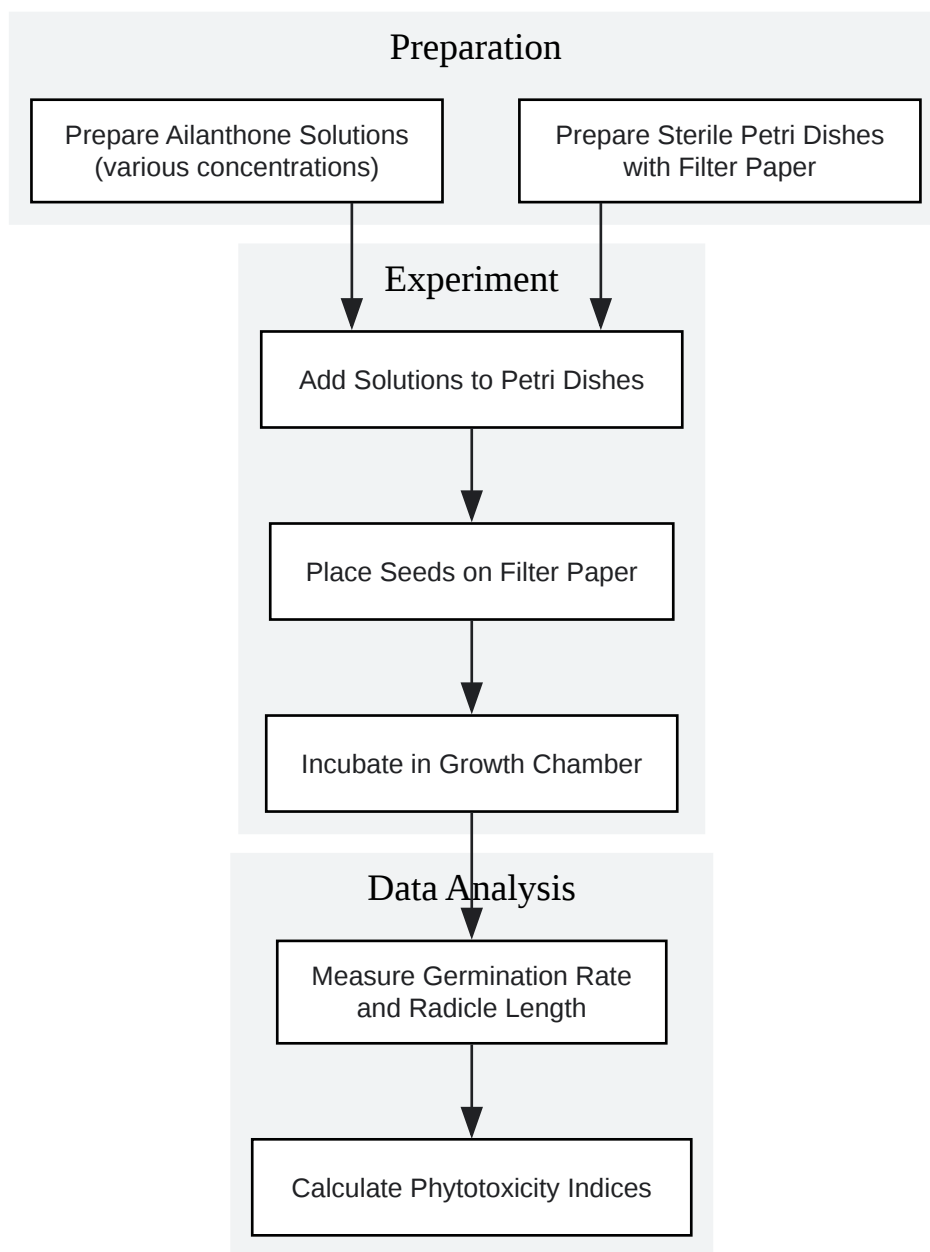 Preparation
Prepare Ailanthone Solutions
(various concentrations)
Prepare Sterile Petri Dishes
with Filter Paper
Experiment
Add Solutions to Petri Dishes
Place Seeds on Filter Paper
Incubate in Growth Chamber
Data Analysis
Measure Germination Rate
and Radicle Length
Calculate Phytotoxicity Indices